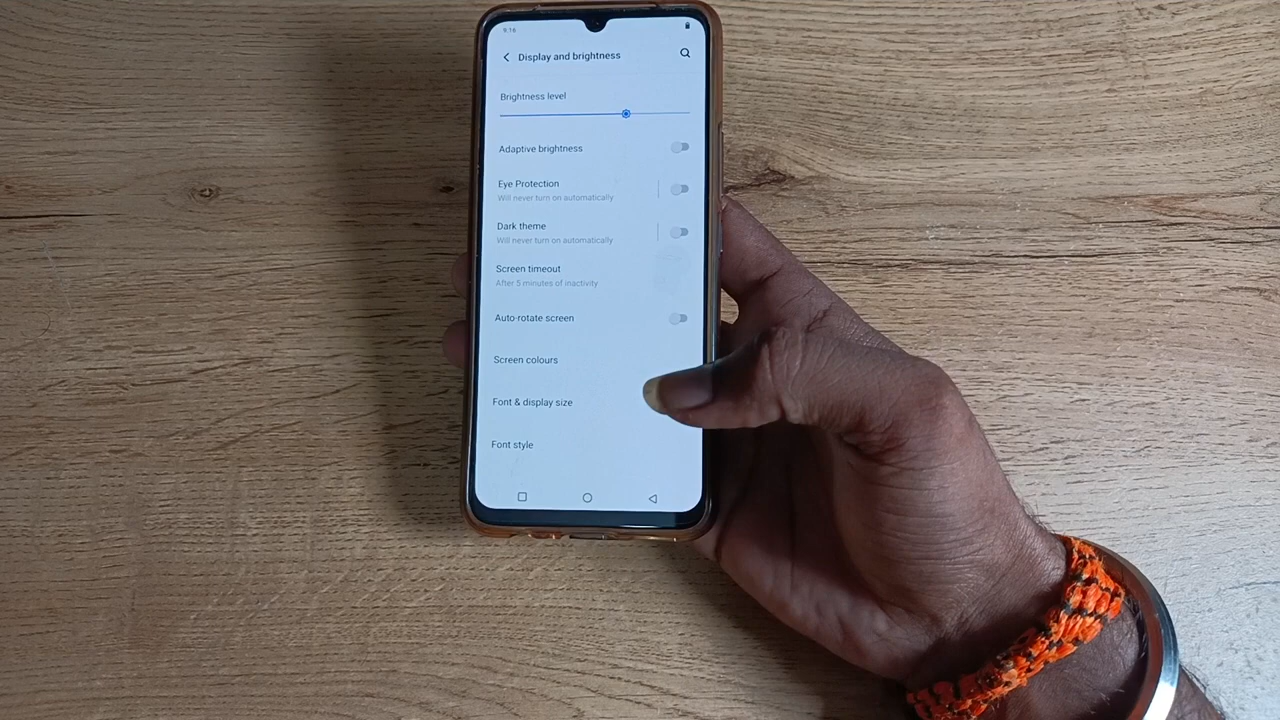 9:16
Display and brightness
Brightness level
Adaptive brightness
Eye Protection
Will never turn on automatically
Dark theme
Will never turn on automatically
Screen timeout
After 5 minutes of inactivity
Auto-rotate screen
Screen colours
Font & display size
Font style